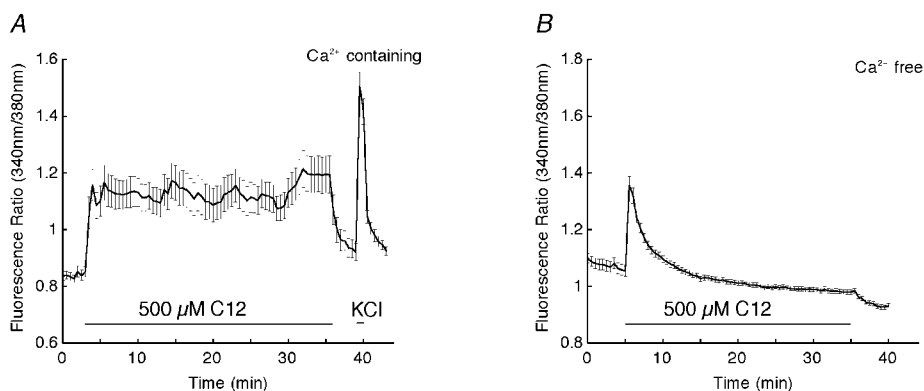 A
Ca²⁺ containing
Fluorescence Ratio (340nm/380nm)
1.6
1.4
1.2
1
0.8
0.6
500 µM C12
KCl
0
10
20
30
40
Time (min)
B
Ca²⁻ free
Fluorescence Ratio (340nm/380nm)
1.8
1.6
1.4
1.2
1
0.8
500 µM C12
0
10
20
30
40
Time (min)